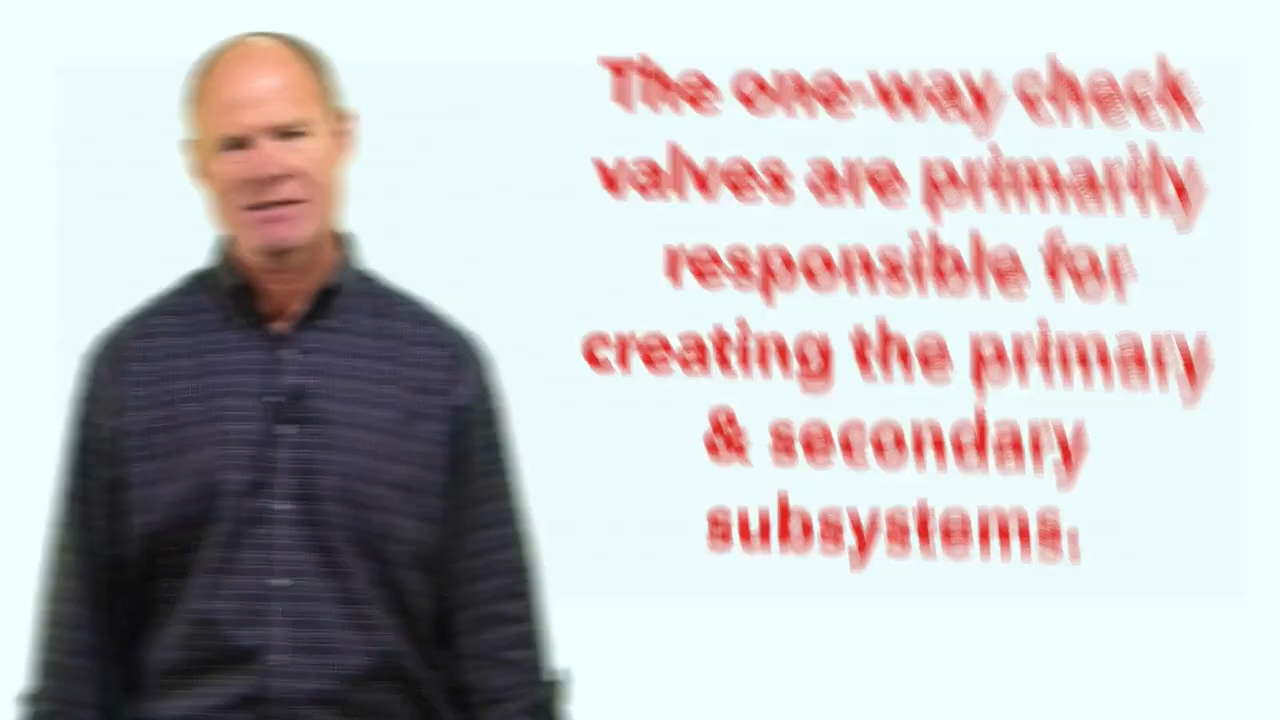 The one-way check
valves are primarily
responsible for
creating the primary
& secondary
subsystems.